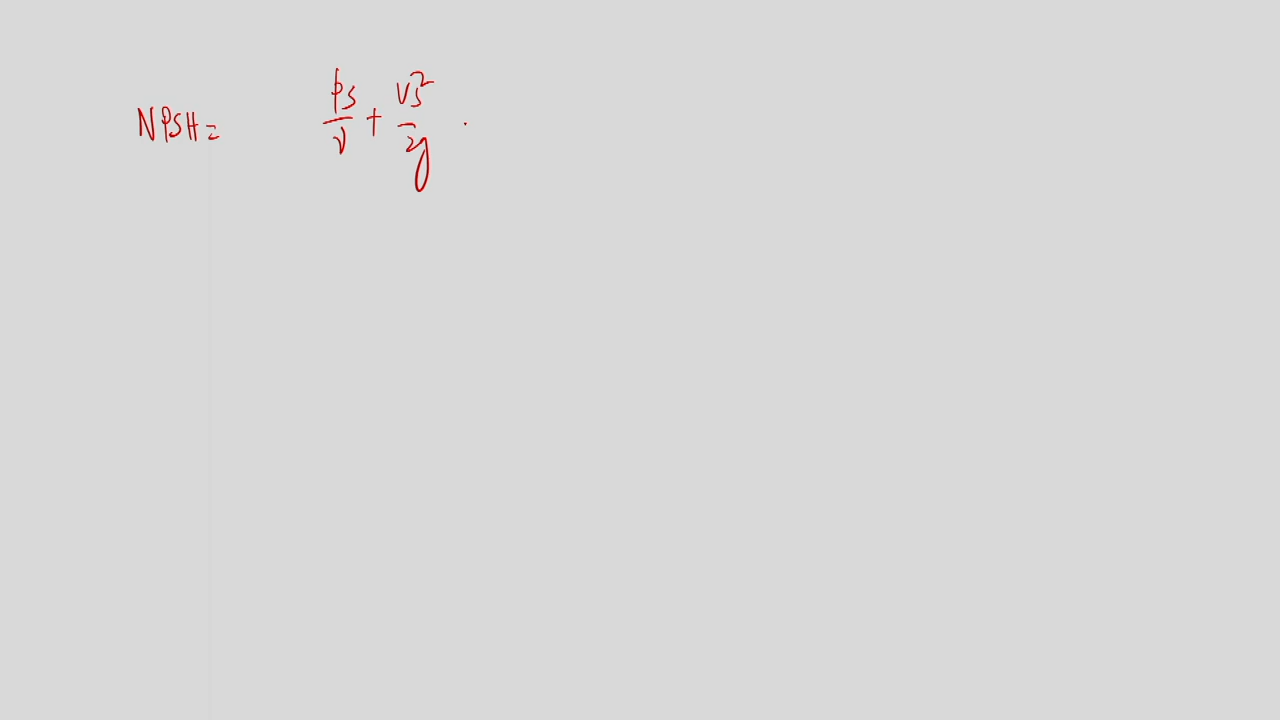 NPSH = Ps/γ + Vs²/2g